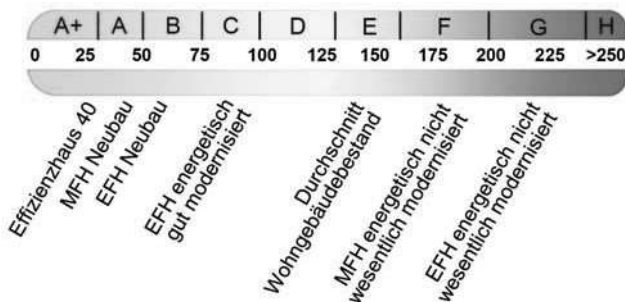 A+ A B C D E F G H
0 25 50 75 100 125 150 175 200 225 >250
Effizienzhaus 40
MFH Neubau
EFH Neubau
EFH energetisch
gut modernisiert
Durchschnitt
Wohngebäudebestand
MFH energetisch nicht
wesentlich modernisiert
EFH energetisch nicht
wesentlich modernisiert